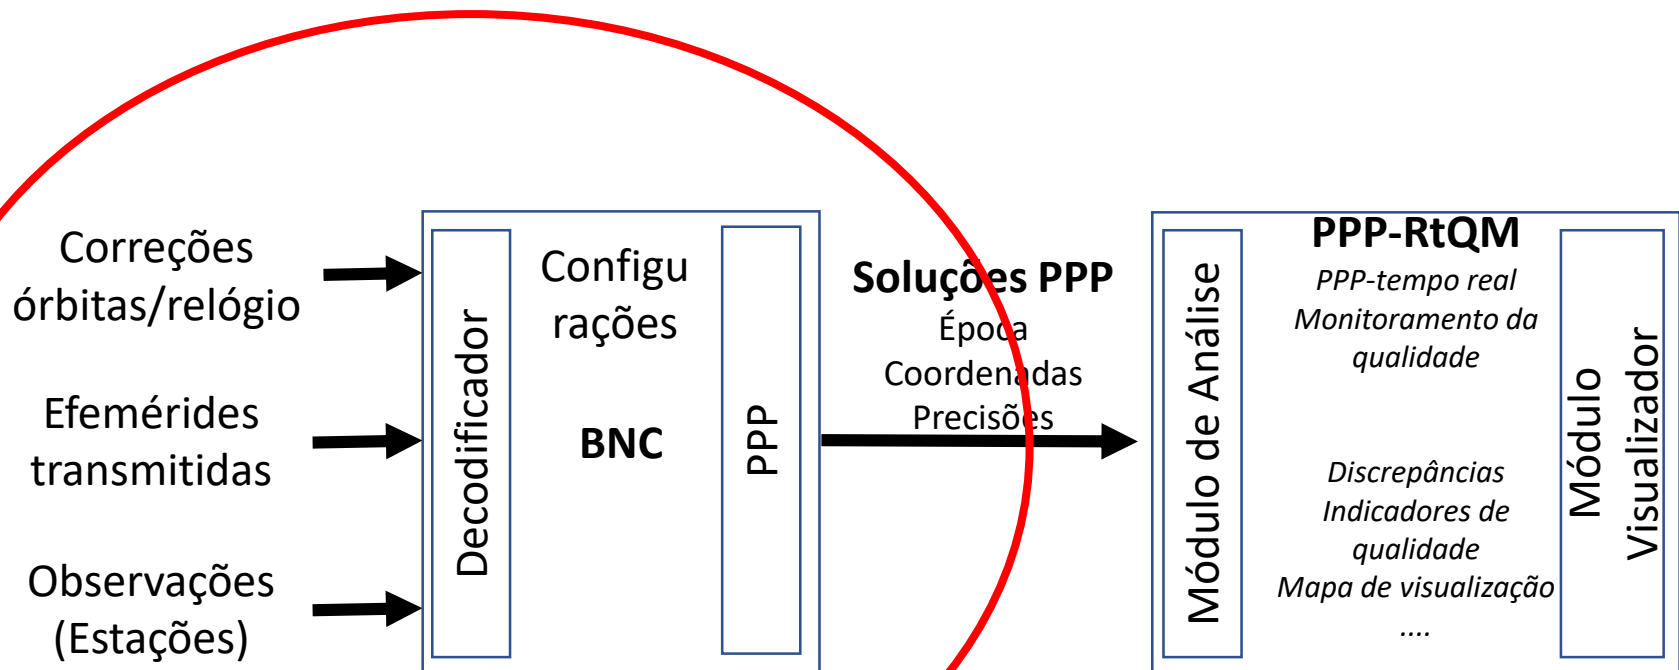 Correções
órbitas/relógio
Efemérides
transmitidas
Observações
(Estações)
Decodificador
Configu
rações
BNC
PPP
Soluções PPP
Época
Coordenadas
Precisões
Módulo de Análise
PPP-RtQM
PPP-tempo real
Monitoramento da
qualidade
Discrepâncias
Indicadores de
qualidade
Mapa de visualização
....
Módulo
Visualizador